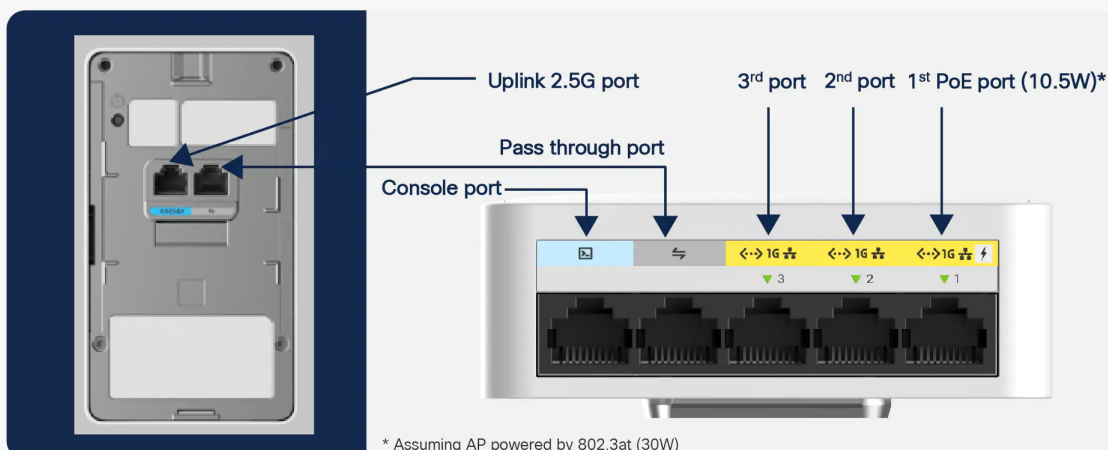 Uplink 2.5G port
3rd port 2nd port 1st PoE port (10.5W)*
Pass through port
Console port
1G 1G 1G
3 2 1
* Assuming AP powered by 802.3at (30W)